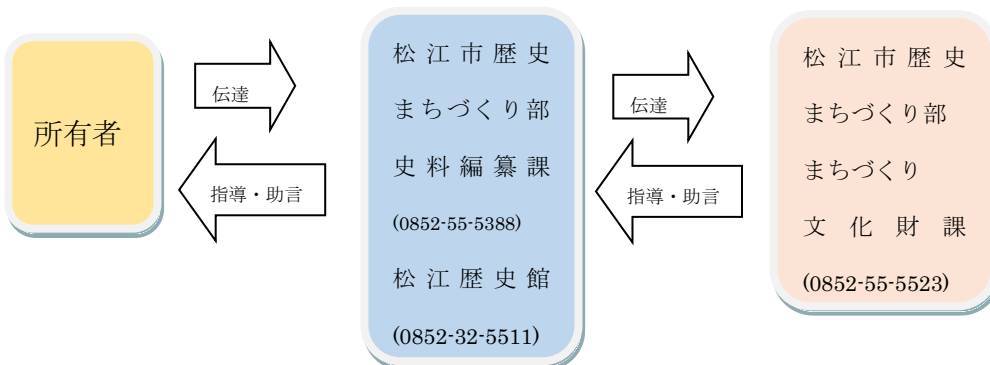 所有者
伝達
指導・助言
松江市歴史
まちづくり部
史料編纂課
(0852-55-5388)
松江歴史館
(0852-32-5511)
伝達
指導・助言
松江市歴史
まちづくり部
まちづくり
文化財課
(0852-55-5523)